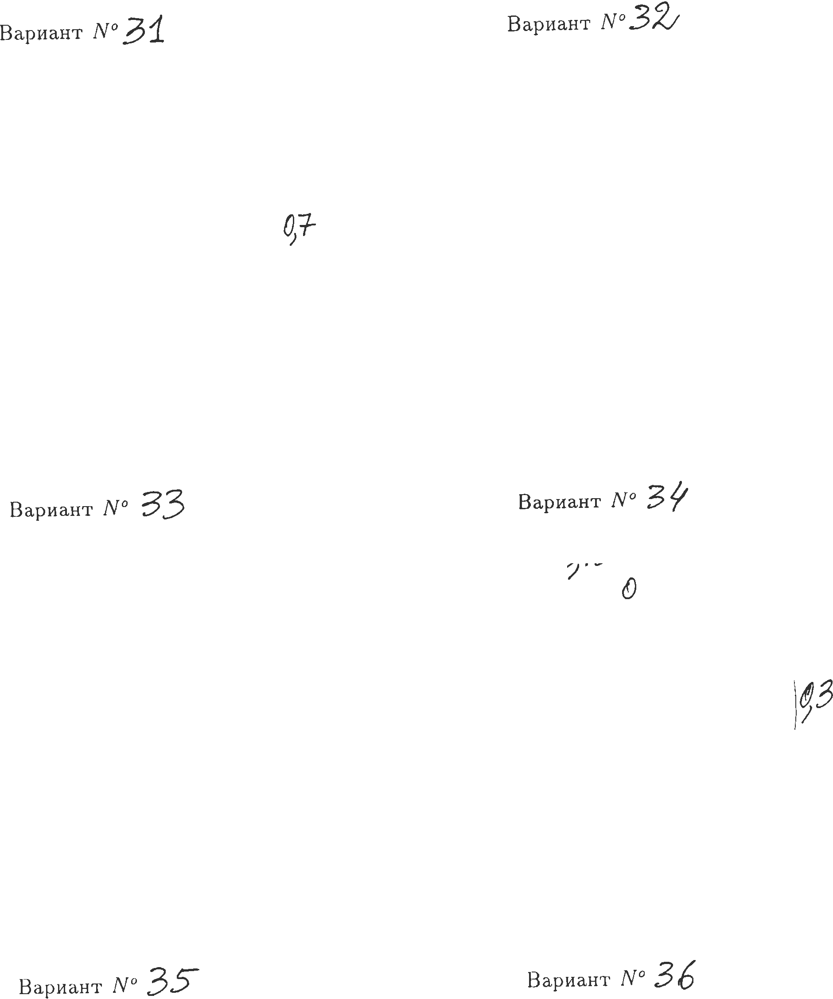 Вариант № 31
Вариант № 32
0,7
Вариант № 33
Вариант № 34
0
0,3
Вариант № 35
Вариант № 36